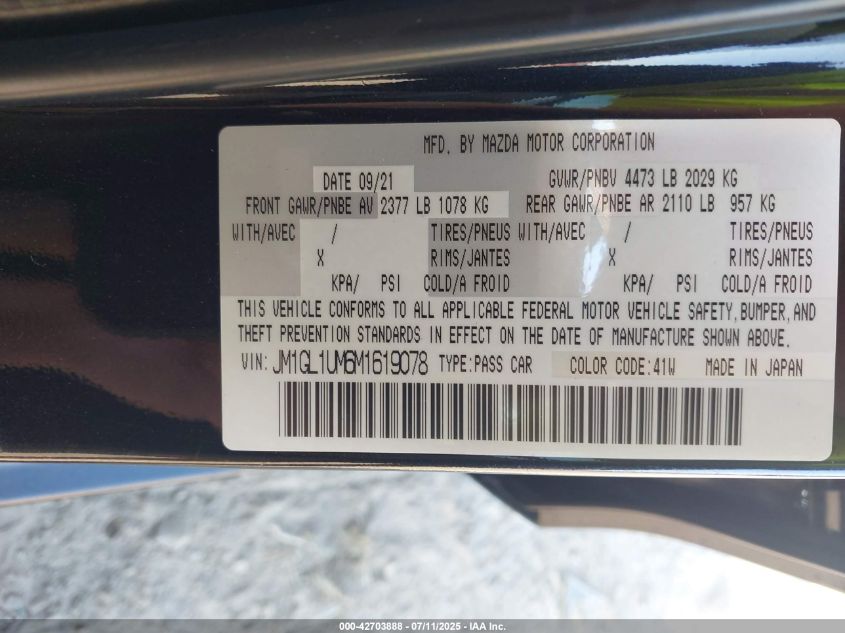 MFD. BY MAZDA MOTOR CORPORATION
DATE 09/21 GVWR/PNBV 4473 LB 2029 KG
FRONT GAWR/PNBE AV 2377 LB 1078 KG REAR GAWR/PNBE AR 2110 LB 957 KG
WITH/AVEC / TIRES/PNEUS WITH/AVEC / TIRES/PNEUS
X RIMS/JANTES X RIMS/JANTES
KPA/ PSI COLD/A FROID KPA/ PSI COLD/A FROID
THIS VEHICLE CONFORMS TO ALL APPLICABLE FEDERAL MOTOR VEHICLE SAFETY,BUMPER,AND
THEFT PREVENTION STANDARDS IN EFFECT ON THE DATE OF MANUFACTURE SHOWN ABOVE.
VIN: JM1GL1UM6M1619078 TYPE:PASS CAR COLOR CODE:41W MADE IN JAPAN
000-42703888 - 07/11/2025 - IAA Inc.